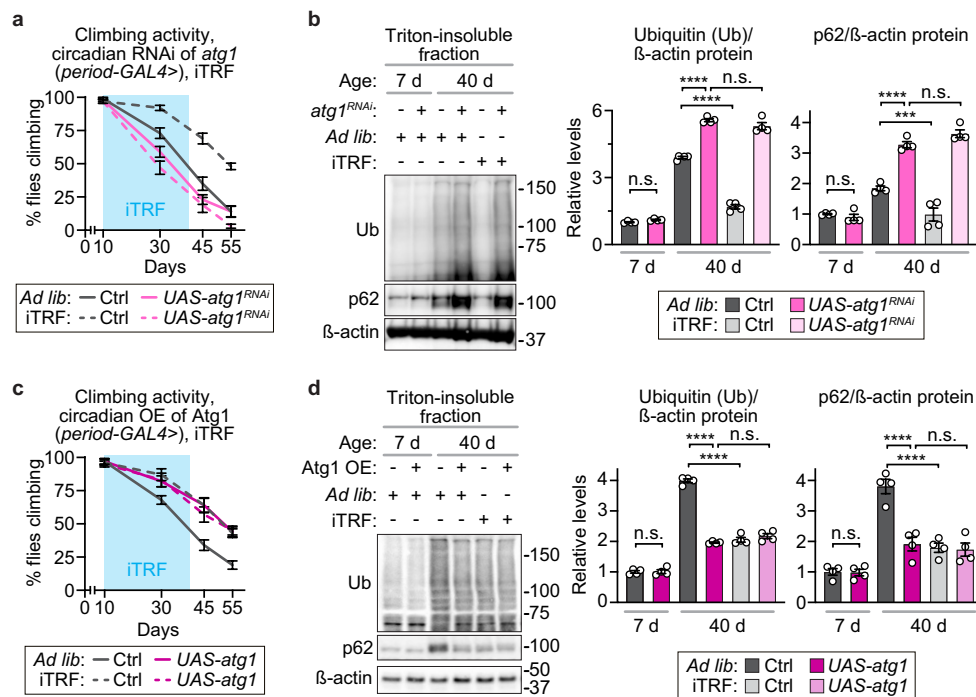 a
Climbing activity,
circadian RNAi of atg1
(period-GAL4>), iTRF
% flies climbing
100
75
50
25
0
iTRF
0 10 30 45 55
Days
Ad lib: Ctrl UAS-atg1RNAi
iTRF: Ctrl UAS-atg1RNAi
b
Triton-insoluble
fraction
Age: 7 d 40 d
atg1RNAi: - + - + - +
Ad lib: + + + + - -
iTRF: - - - - + +
Ub
-150
-100
-75
p62
-100
ß-actin
-37
Ubiquitin (Ub)/
ß-actin protein
Relative levels
6
3
0
n.s.
****
****
n.s.
7 d 40 d
p62/ß-actin protein
6
4
2
0
n.s.
****
***
n.s.
7 d 40 d
Ad lib: Ctrl UAS-atg1RNAi
iTRF: Ctrl UAS-atg1RNAi
c
Climbing activity,
circadian OE of Atg1
(period-GAL4>), iTRF
% flies climbing
100
75
50
25
0
iTRF
0 10 30 45 55
Days
Ad lib: Ctrl UAS-atg1
iTRF: Ctrl UAS-atg1
d
Triton-insoluble
fraction
Age: 7 d 40 d
Atg1 OE: - + - + - +
Ad lib: + + + + - -
iTRF: - - - - + +
Ub
-150
-100
-75
p62
-100
ß-actin
-50
-37
Ubiquitin (Ub)/
ß-actin protein
Relative levels
4
2
0
n.s.
****
****
n.s.
7 d 40 d
p62/ß-actin protein
4
3
2
1
0
n.s.
****
****
n.s.
7 d 40 d
Ad lib: Ctrl UAS-atg1
iTRF: Ctrl UAS-atg1